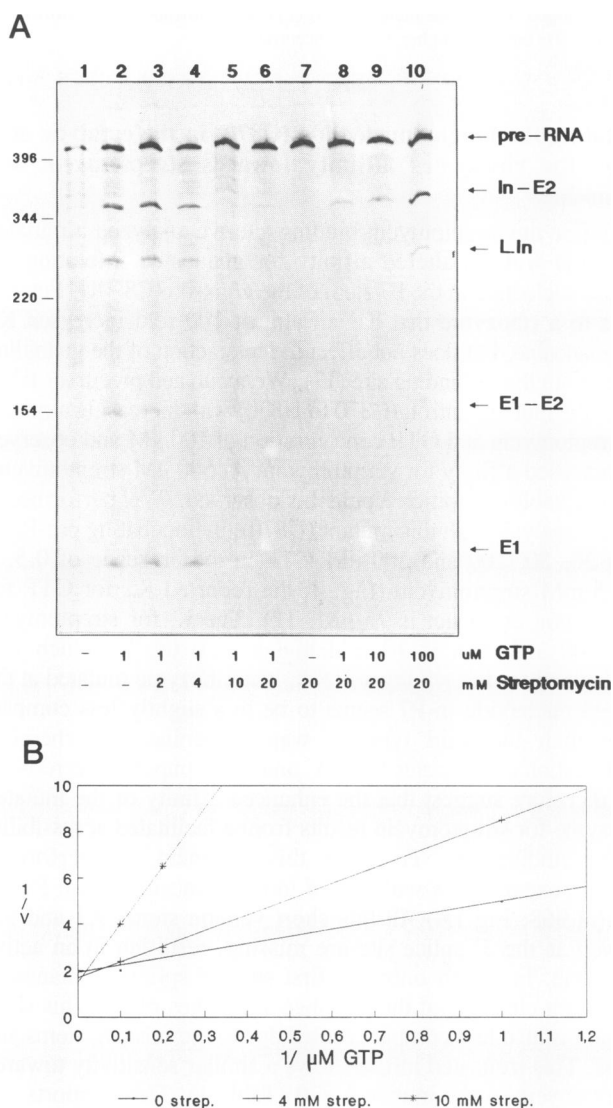 A
1 2 3 4 5 6 7 8 9 10
pre-RNA
396
In-E2
344
L.In
220
E1-E2
154
E1
– 1 1 1 1 1 – 1 10 100 uM GTP
2 4 10 20 20 20 20 20 mM Streptomycin
B
10
8
6
4
2
0
1/V
0 0,1 0,2 0,3 0,4 0,5 0,6 0,7 0,8 0,9 1 1,1 1,2
1/ μM GTP
0 strep. 4 mM strep. 10 mM strep.